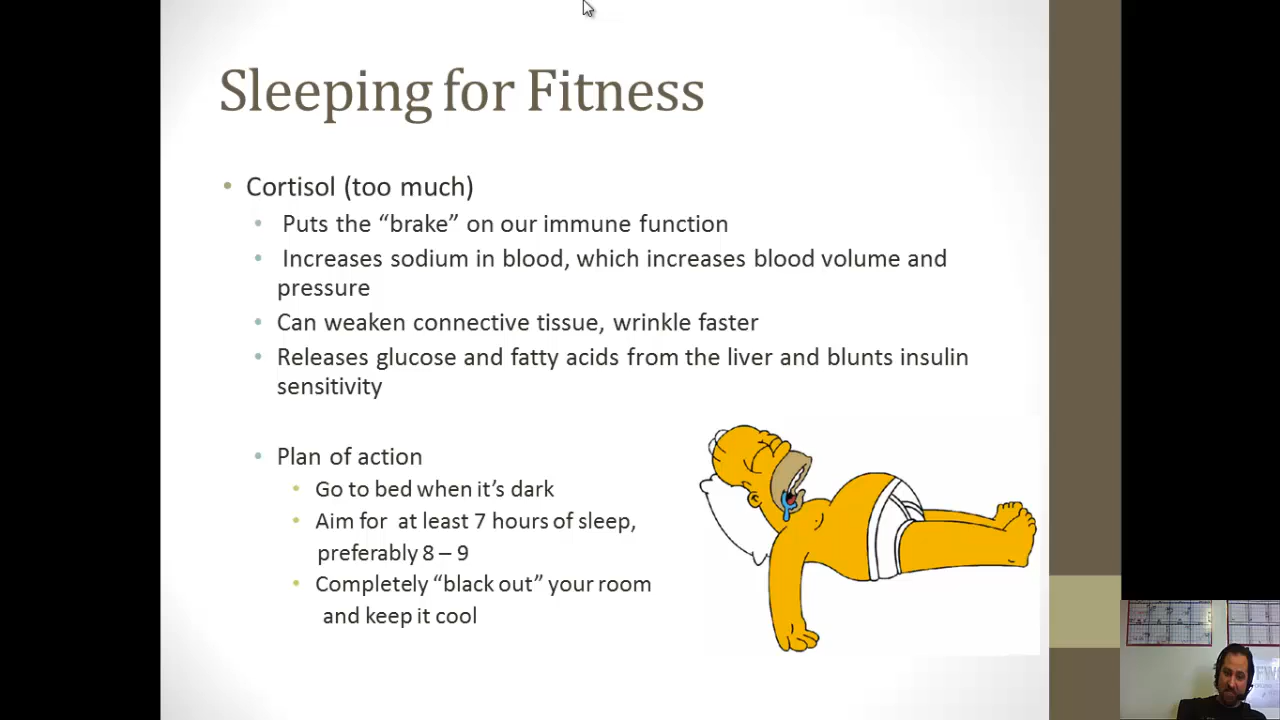 Sleeping for Fitness
• Cortisol (too much)
• Puts the “brake” on our immune function
• Increases sodium in blood, which increases blood volume and
pressure
• Can weaken connective tissue, wrinkle faster
• Releases glucose and fatty acids from the liver and blunts insulin
sensitivity
• Plan of action
• Go to bed when it’s dark
• Aim for at least 7 hours of sleep,
preferably 8 – 9
• Completely “black out” your room
and keep it cool